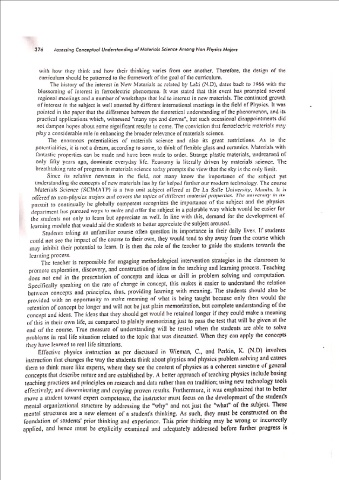 276 Assessing Conceptual Understanding of Materials Science Among Non Physics Majors
with how they think and how their thinking varies from one another. Therefore, the design of the
curriculum should be patterned to the framework of the goal of the curriculum.
The history of the interest in New Materials as related by Lahi (N.D), dates back to 1966 with the
blossoming of interest in ferroelectric phenomena. It was stated that this event has prompted several
regional meetings and a number of workshops that led to interest in new materials. The continued growth
of interest in the subject is well attested by different international meetings in the field of Physics. It was
pointed in the paper that the difference between the theoretical understanding of the phenomenon, and its
practical applications which, witnessed "many ups and downs", but such occasional disappointments did
not dampen hopes about some significant results to come. The conviction that ferroelectric materials may
play a considerable role in enhancing the broader relevance of materials science.
The enormous potentialities of materials science and also its great restrictions. As to the
potentialities, it is not a dream, according to some, to think of flexible glass and ceramics. Materials with
fantastic properties can be made and have been made to order. Strange plastic materials, undreamed of
only fifty years ago, dominate everyday life. Economy is literally driven by materials science. The
breathtaking rate of progress in materials science today prompts the view that the sky is the only limit.
Since its relative newness in the field, not many know the importance of the subject yet
understanding the concepts of new materials has by far helped further our modern technology. The course
Materials Science (SCIMATP) is a two unit subject offered in De La Salle University, Manila. It is
offered to non-physics majors and covers the topics of different material properties. The university in its
pursuit to continually be globally competent recognizes the importance of the subject and the physics
department has pursued ways to make and offer the subject in a palatable way which would be easier for
the students not only to learn but appreciate as well. In line with this, demand for the development of
learning module that would aid the students to better appreciate the subject aroused.
Students taking an unfamiliar course often question its importance in their daily lives. If students
could not see the impact of the course to their own, they would tend to shy away from the course which
may inhibit their potential to learn. It is then the role of the teacher to guide the students towards the
learning process.
The teacher is responsible for engaging methodological intervention strategies in the classroom to
promote exploration, discovery, and construction of ideas in the teaching and learning process. Teaching
does not end in the presentation of concepts and ideas or drill in problem solving and computation.
Specifically speaking on the rate of change in concept, this makes it easier to understand the relation
between concepts and principles, thus, providing learning with meaning. The students should also be
provided with an opportunity to make meaning of what is being taught because only then would the
retention of concept be longer and will not be just plain memorization, but complete understanding of the
concept and ideas. The ideas that they should get would be retained longer if they could make a meaning
of this in their own life, as compared to plainly memorizing just to pass the test that will be given at the
end of the course. True measure of understanding will be tested when the students are able to solve
problems in real life situation related to the topic that was discussed. When they can apply the concepts
they have learned in real life situations.
Effective physics instruction as per discussed in Wieman, C., and Perkin, K. (N.D) involves
instruction that changes the way the students think about physics and physics problem solving and causes
them to think more like experts, where they see the content of physics as a coherent structure of general
concepts that describe nature and are established by. A better approach of teaching physics include basing
teaching practices and principles on research and data rather than on tradition; using new technology tools
effectively; and disseminating and copying proven results. Furthermore, it was emphasized that to better
move a student toward expert competence, the instructor must focus on the development of the student's
mental organizational structure by addressing the "why" and not just the "what" of the subject. These
mental structures are a new element of a student's thinking. As such, they must be constructed on the
foundation of students' prior thinking and experience. This prior thinking may be wrong or incorrectly
applied, and hence must be explicitly examined and adequately addressed before further progress is